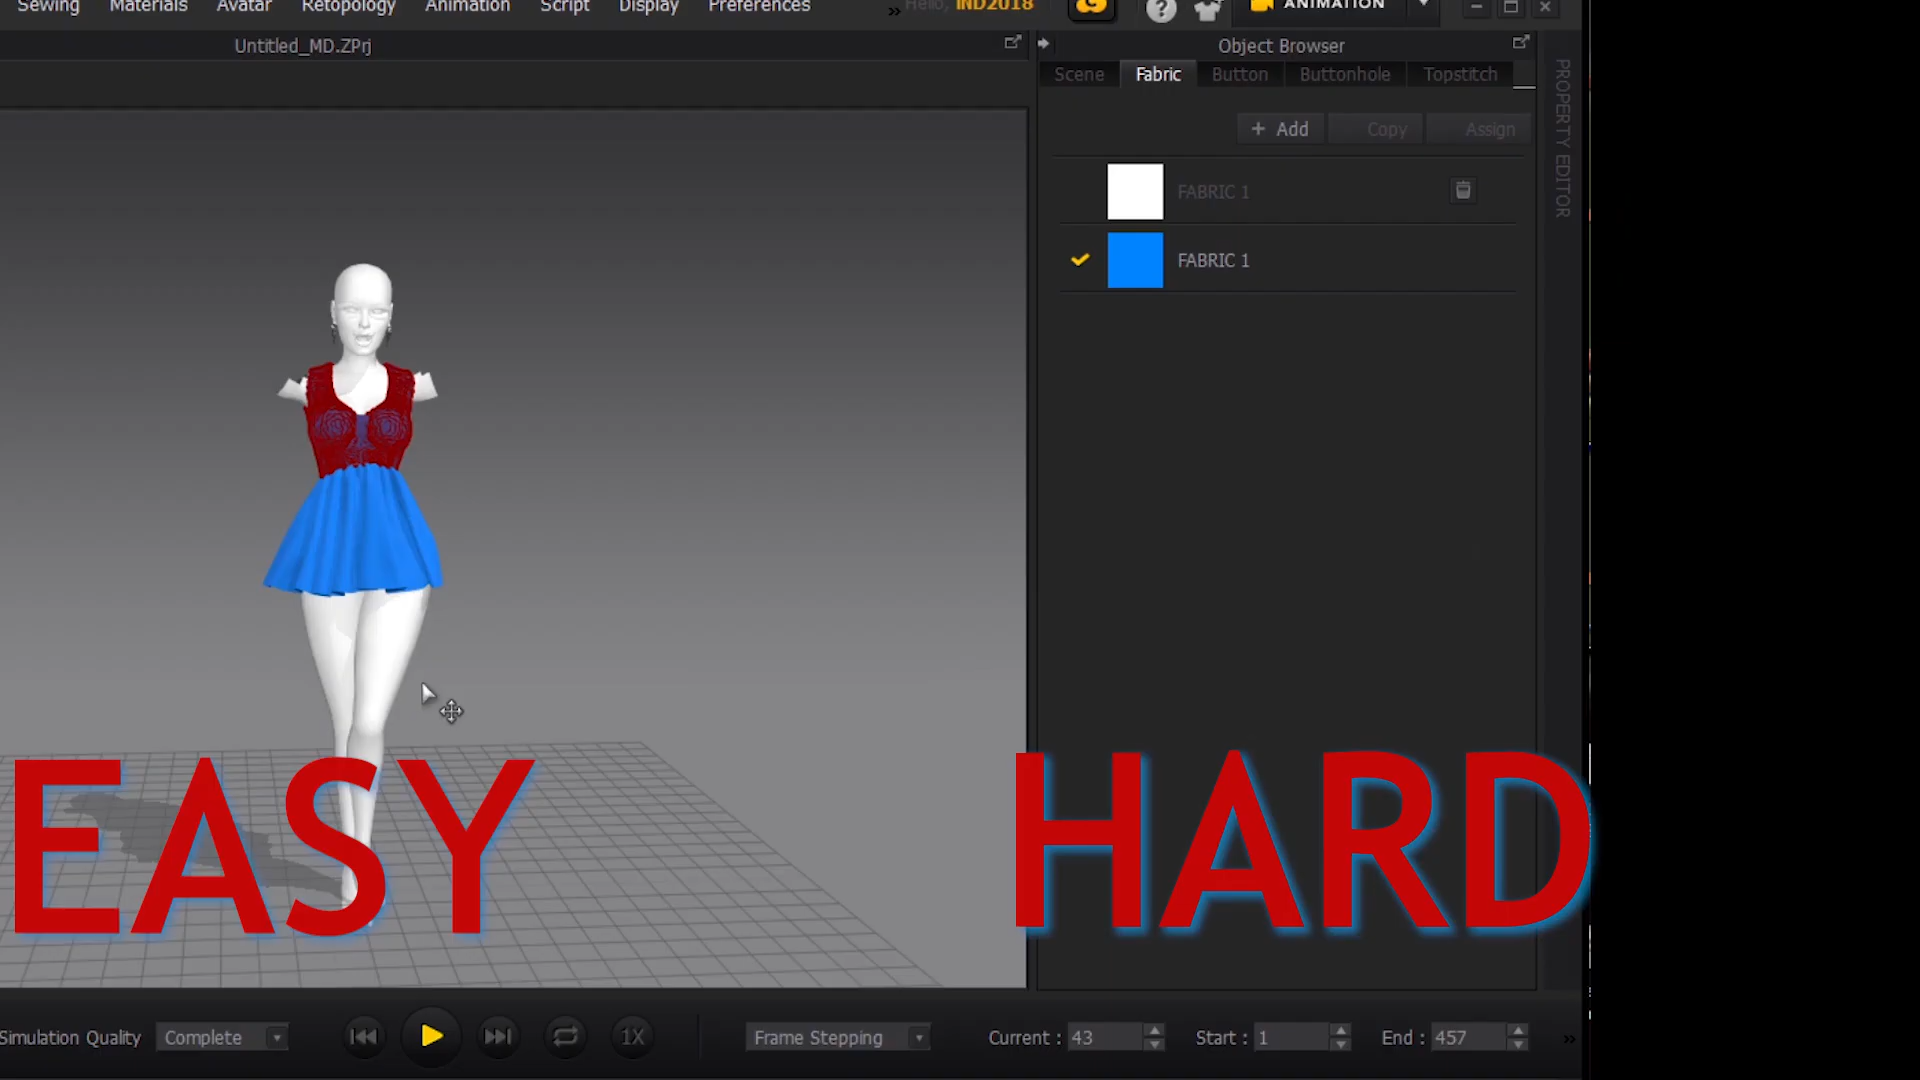 Sewing Materials Avatar Retopology Animation Script Display Preferences » Hello, IND2018 ? ANIMATION
Untitled_MD.ZPrj
Object Browser
Scene Fabric Button Buttonhole Topstitch
+ Add Copy Assign
FABRIC 1
FABRIC 1
PROPERTY EDITOR
EASY HARD
Simulation Quality Complete 1X Frame Stepping Current : 43 Start : 1 End : 457 »